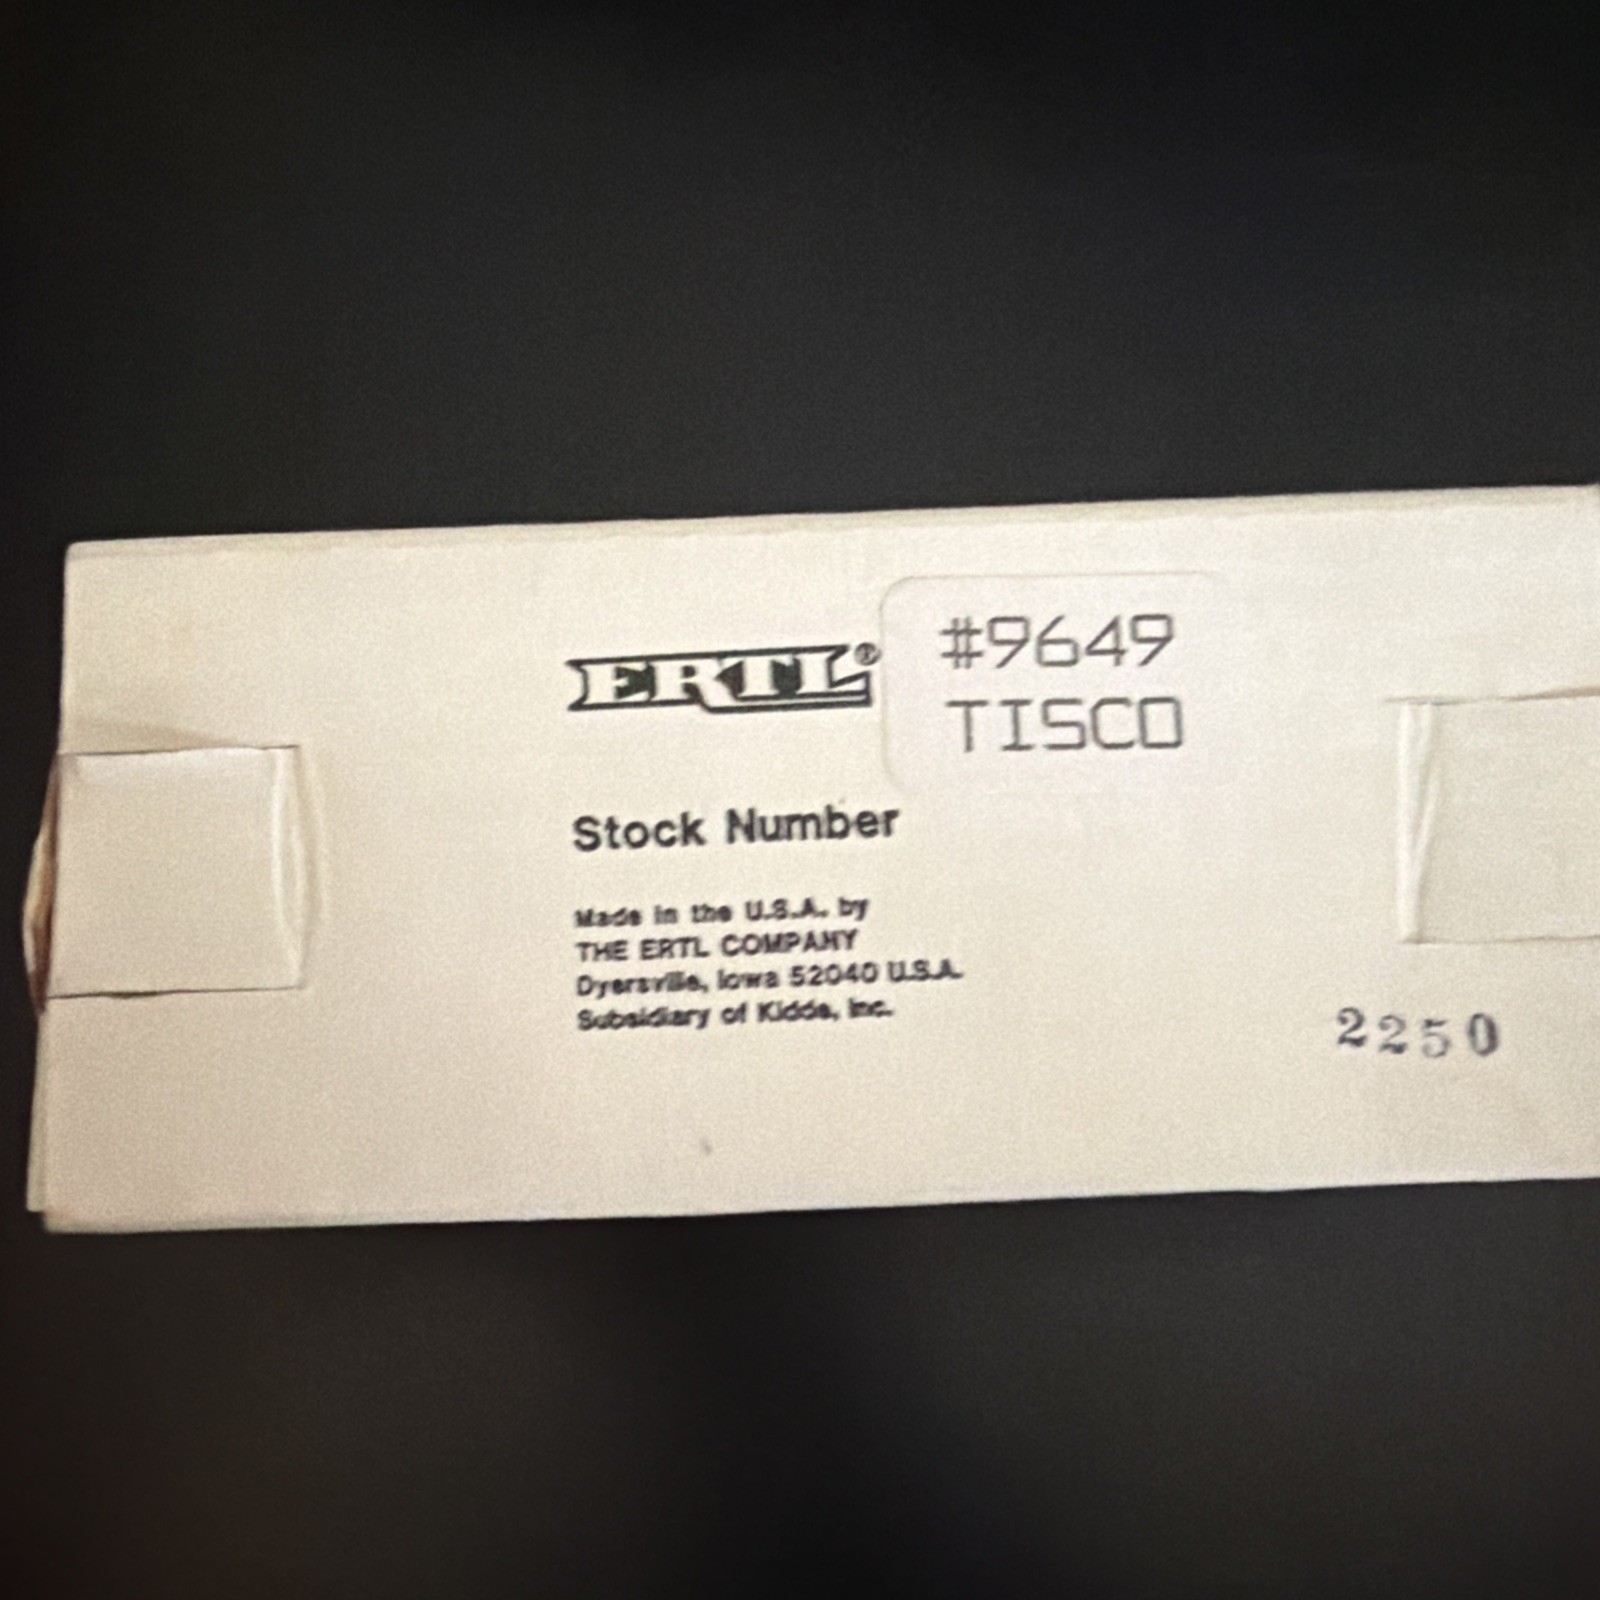 ERTL®
#9649
TISCO
Stock Number
Made in the U.S.A. by
THE ERTL COMPANY
Dyersville, Iowa 52040 U.S.A.
Subsidiary of Kidde, Inc.
2250